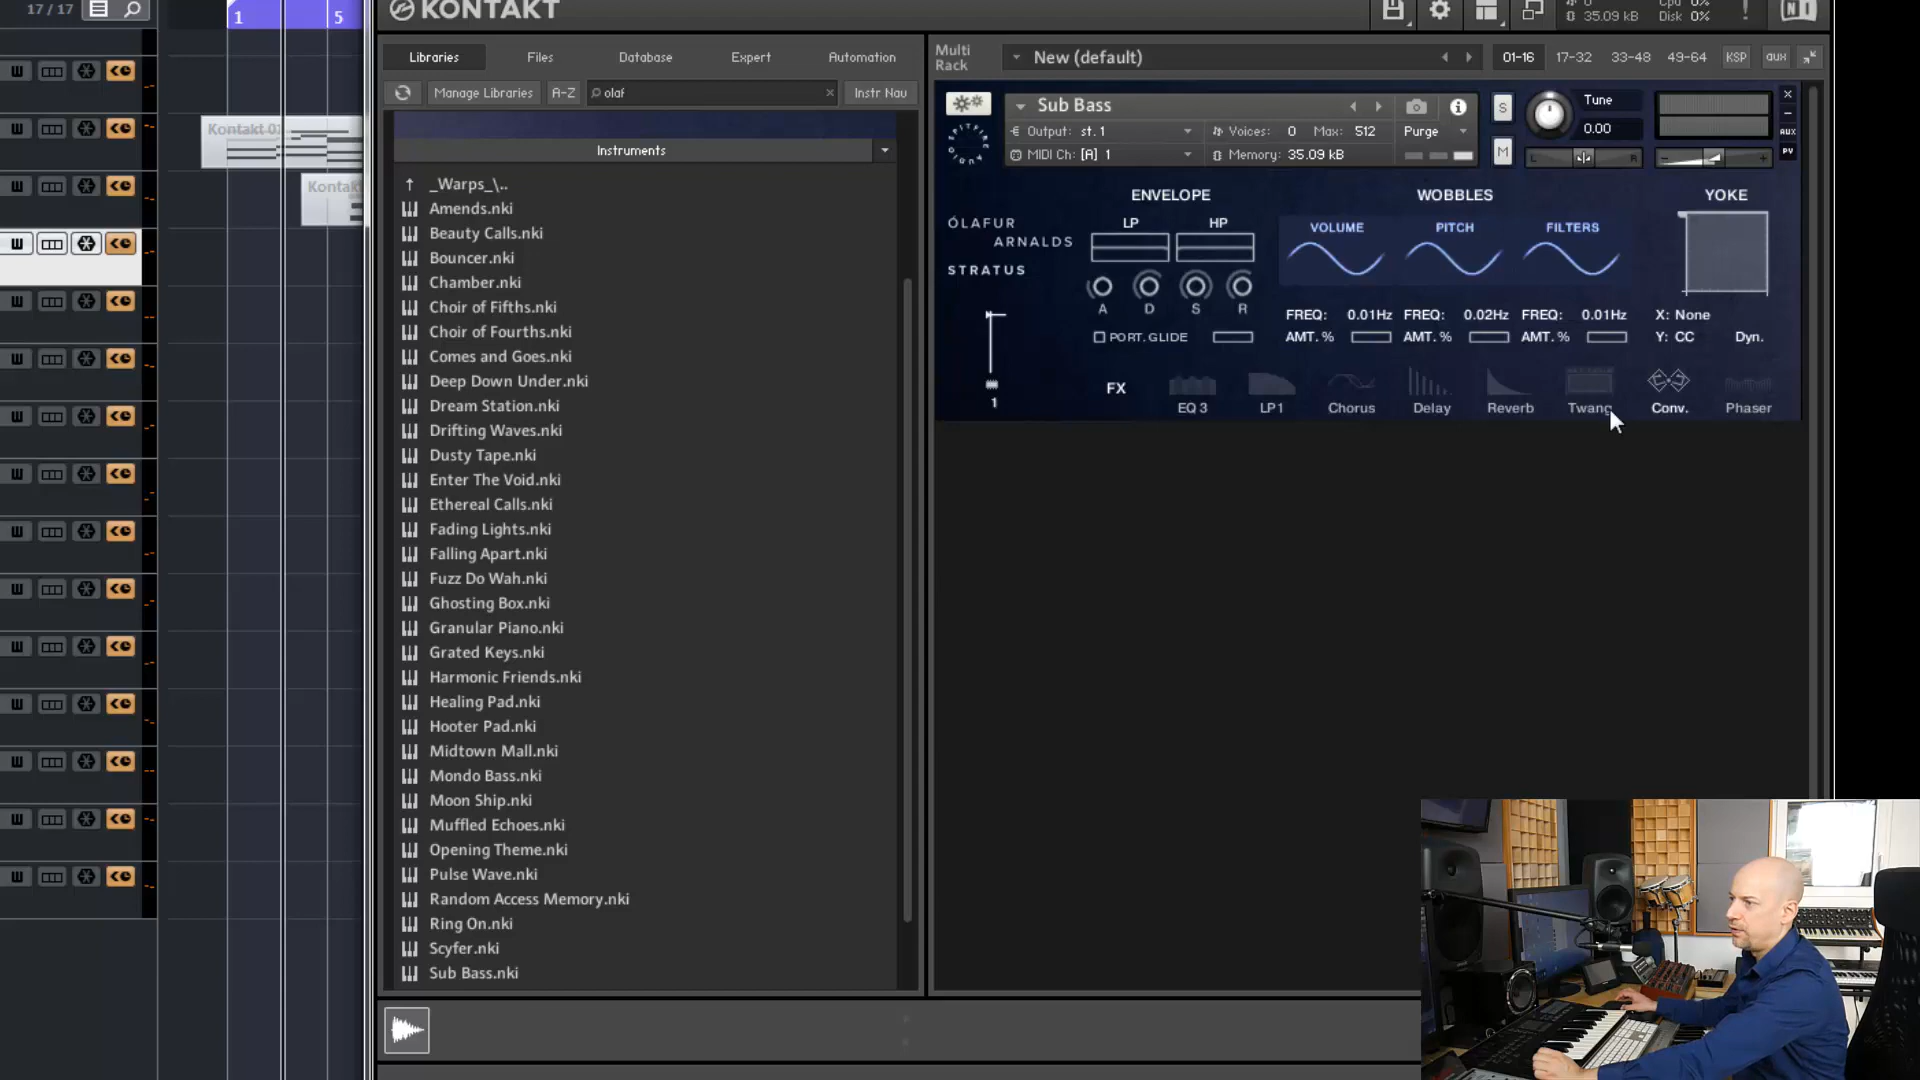 17 / 17
1
5
KONTAKT
35.09 kB
Cpu 0%
Disk 0%
Libraries
Files
Database
Expert
Automation
Manage Libraries
A-Z
olaf
Instr Nav
Instruments
_Warps_\..
Amends.nki
Beauty Calls.nki
Bouncer.nki
Chamber.nki
Choir of Fifths.nki
Choir of Fourths.nki
Comes and Goes.nki
Deep Down Under.nki
Dream Station.nki
Drifting Waves.nki
Dusty Tape.nki
Enter The Void.nki
Ethereal Calls.nki
Fading Lights.nki
Falling Apart.nki
Fuzz Do Wah.nki
Ghosting Box.nki
Granular Piano.nki
Grated Keys.nki
Harmonic Friends.nki
Healing Pad.nki
Hooter Pad.nki
Midtown Mall.nki
Mondo Bass.nki
Moon Ship.nki
Muffled Echoes.nki
Opening Theme.nki
Pulse Wave.nki
Random Access Memory.nki
Ring On.nki
Scyfer.nki
Sub Bass.nki
Multi
Rack
New (default)
01-16
17-32
33-48
49-64
KSP
aux
Sub Bass
Output: st.1
Voices: 0 Max: 512
Purge
MIDI Ch: [A] 1
Memory: 35.09 kB
S
M
Tune
0.00
L
R
AUX
PV
SPITFIRE AUDIO
ÓLAFUR
ARNALDS
STRATUS
1
ENVELOPE
LP
HP
A
D
S
R
PORT. GLIDE
WOBBLES
VOLUME
PITCH
FILTERS
FREQ: 0.01Hz
FREQ: 0.02Hz
FREQ: 0.01Hz
AMT. %
AMT. %
AMT. %
YOKE
X: None
Y: CC
Dyn.
FX
EQ 3
LP1
Chorus
Delay
Reverb
Twang
Conv.
Phaser